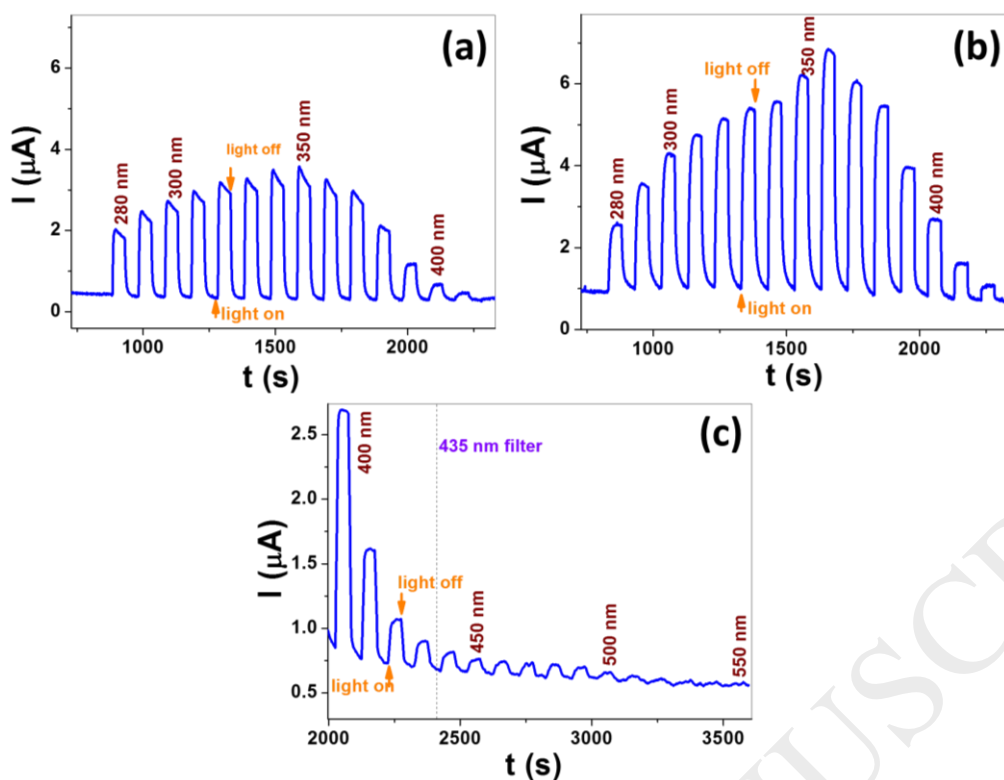 (a)
I (µA)
6
4
2
0
280 nm
300 nm
light off
350 nm
400 nm
light on
1000 1500 2000
t (s)
(b)
I (µA)
6
4
2
0
280 nm
300 nm
light off
350 nm
400 nm
light on
1000 1500 2000
t (s)
(c)
I (µA)
2.5
2.0
1.5
1.0
0.5
400 nm
435 nm filter
light off
light on
450 nm
500 nm
550 nm
2000 2500 3000 3500
t (s)